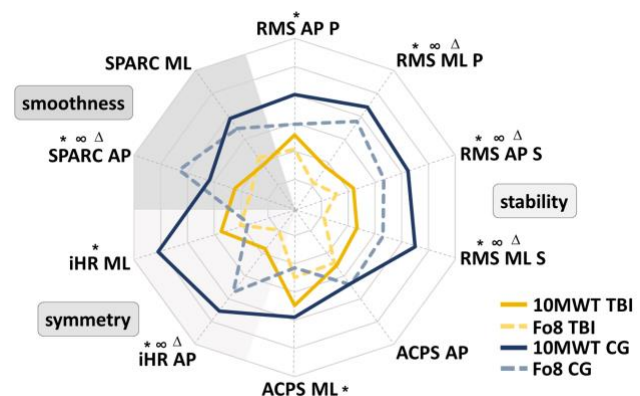 *
RMS AP P
SPARC ML
* ∞ Δ
RMS ML P
smoothness
* ∞ Δ
SPARC AP
* ∞ Δ
RMS AP S
stability
*
iHR ML
* ∞ Δ
RMS ML S
symmetry
* ∞ Δ
iHR AP
ACPS AP
ACPS ML *
10MWT TBI
Fo8 TBI
10MWT CG
Fo8 CG